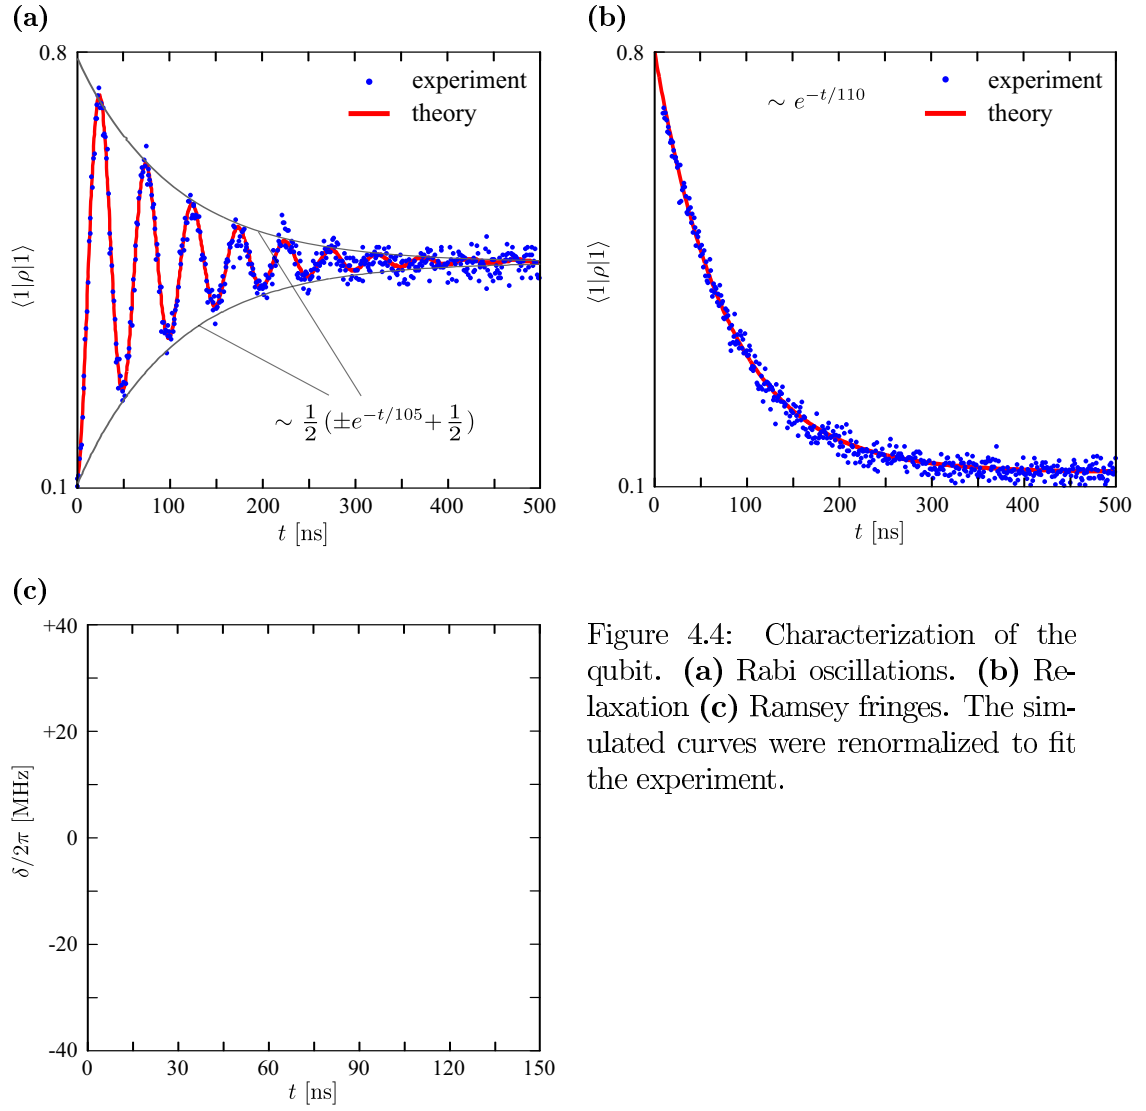 (a)
0.8
experiment
theory
⟨1|ρ|1⟩
∼ 1/2 (±e^{−t/105}+1/2)
0.1
0 100 200 300 400 500
t [ns]
(b)
0.8
experiment
∼ e^{−t/110}
theory
⟨1|ρ|1⟩
0.1
0 100 200 300 400 500
t [ns]
(c)
+40
+20
0
-20
-40
δ/2π [MHz]
0 30 60 90 120 150
t [ns]
Figure 4.4: Characterization of the
qubit. (a) Rabi oscillations. (b) Re-
laxation (c) Ramsey fringes. The sim-
ulated curves were renormalized to fit
the experiment.